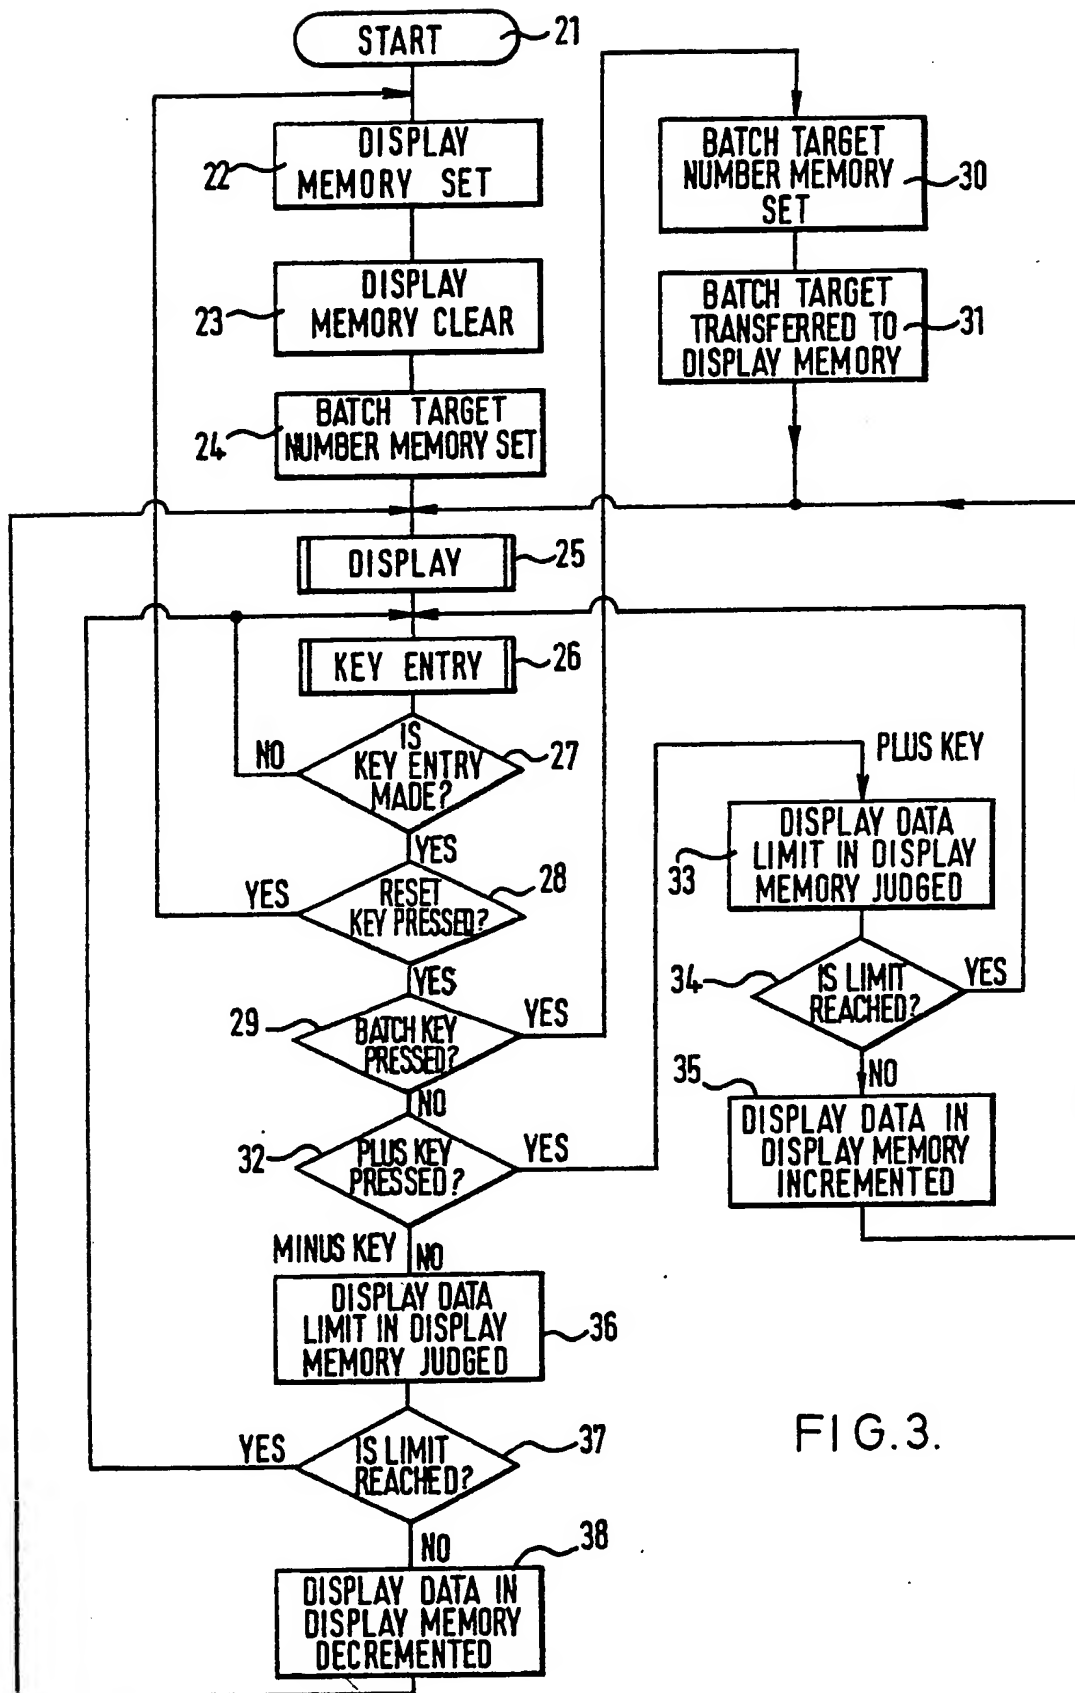 START
21
DISPLAY
MEMORY SET
22
DISPLAY
MEMORY CLEAR
23
BATCH TARGET
NUMBER MEMORY SET
24
DISPLAY
25
KEY ENTRY
26
IS
KEY ENTRY
MADE?
27
NO
YES
RESET
KEY PRESSED?
28
YES
YES
BATCH KEY
PRESSED?
29
YES
NO
BATCH TARGET
NUMBER MEMORY
SET
30
BATCH TARGET
TRANSFERRED TO
DISPLAY MEMORY
31
PLUS KEY
PRESSED?
32
YES
PLUS KEY
DISPLAY DATA
LIMIT IN DISPLAY
MEMORY JUDGED
33
IS LIMIT
REACHED?
34
YES
NO
DISPLAY DATA IN
DISPLAY MEMORY
INCREMENTED
35
MINUS KEY
NO
DISPLAY DATA
LIMIT IN DISPLAY
MEMORY JUDGED
36
IS LIMIT
REACHED?
37
YES
NO
DISPLAY DATA IN
DISPLAY MEMORY
DECREMENTED
38
FIG.3.